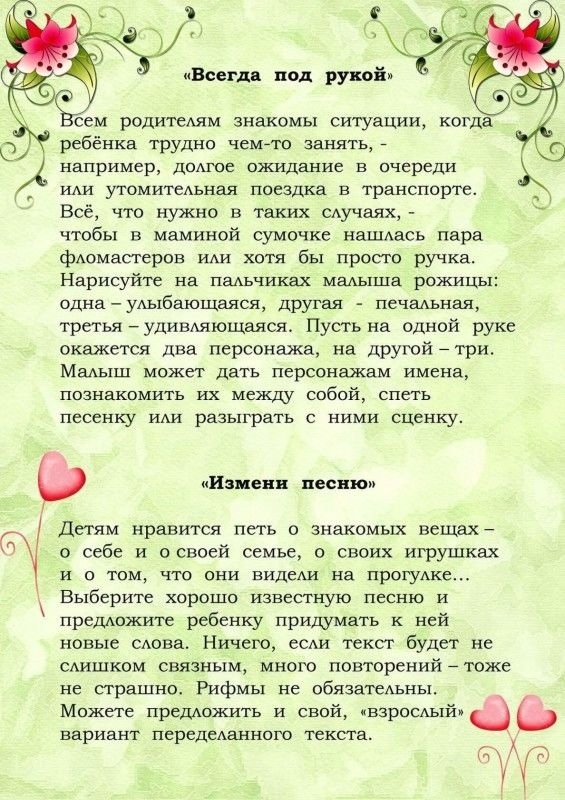 «Всегда под рукой»
Всем родителям знакомы ситуации, когда
ребёнка трудно чем-то занять, -
например, долгое ожидание в очереди
или утомительная поездка в транспорте.
Всё, что нужно в таких случаях, -
чтобы в маминой сумочке нашлась пара
фломастеров или хотя бы просто ручка.
Нарисуйте на пальчиках малыша рожицы:
одна – улыбающаяся, другая - печальная,
третья – удивляющаяся. Пусть на одной руке
окажется два персонажа, на другой – три.
Малыш может дать персонажам имена,
познакомить их между собой, спеть
песенку или разыграть с ними сценку.
«Измени песню»
Детям нравится петь о знакомых вещах –
о себе и о своей семье, о своих игрушках
и о том, что они видели на прогулке...
Выберите хорошо известную песню и
предложите ребенку придумать к ней
новые слова. Ничего, если текст будет не
слишком связным, много повторений – тоже
не страшно. Рифмы не обязательны.
Можете предложить и свой, «взрослый»
вариант переделанного текста.